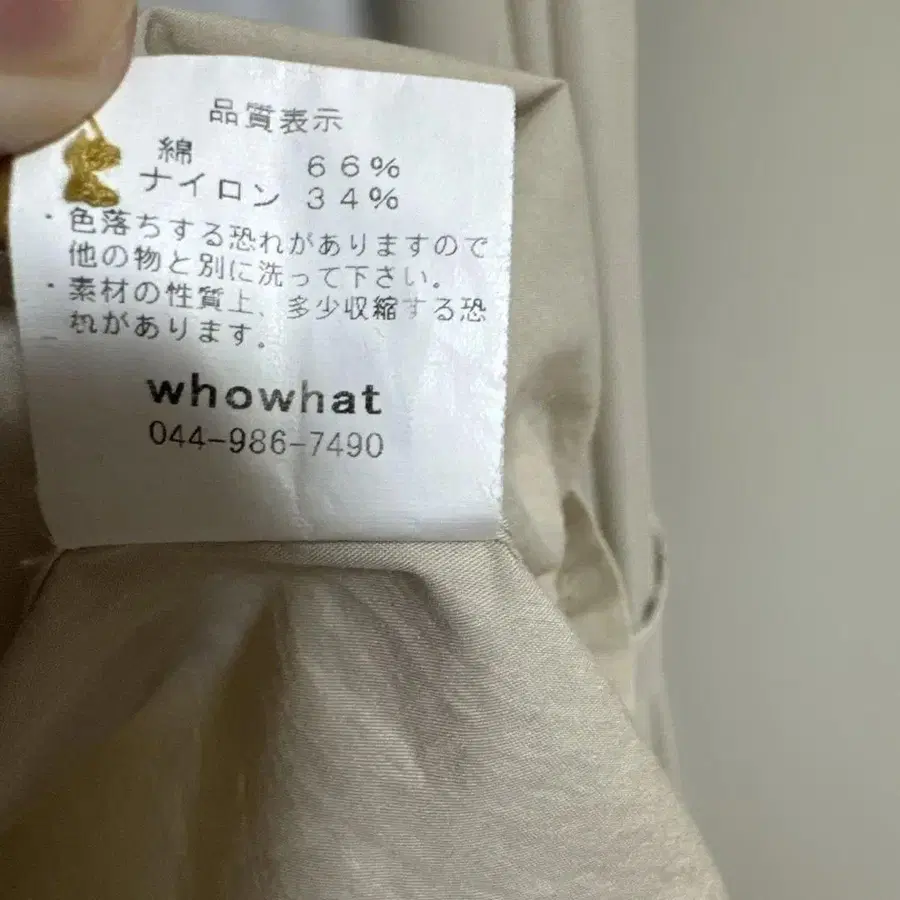 品質表示
綿 66%
ナイロン 34%
・色落ちする恐れがありますので
他の物と別に洗って下さい。
・素材の性質上、多少収縮する恐
れがあります。
whowhat
044-986-7490